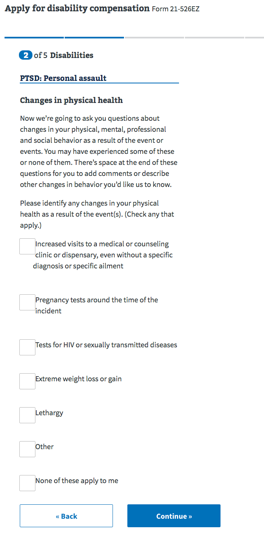 Apply for disability compensation Form 21-526EZ
2 of 5 Disabilities
PTSD: Personal assault
Changes in physical health
Now we're going to ask you questions about
changes in your physical, mental, professional
and social behavior as a result of the event or
events. You may have experienced some of these
or none of them. There's space at the end of these
questions for you to add comments or describe
other changes in behavior you'd like us to know.
Please identify any changes in your physical
health as a result of the event(s). (Check any that
apply.)
Increased visits to a medical or counseling
clinic or dispensary, even without a specific
diagnosis or specific ailment
Pregnancy tests around the time of the
incident
Tests for HIV or sexually transmitted diseases
Extreme weight loss or gain
Lethargy
Other
None of these apply to me
« Back
Continue »